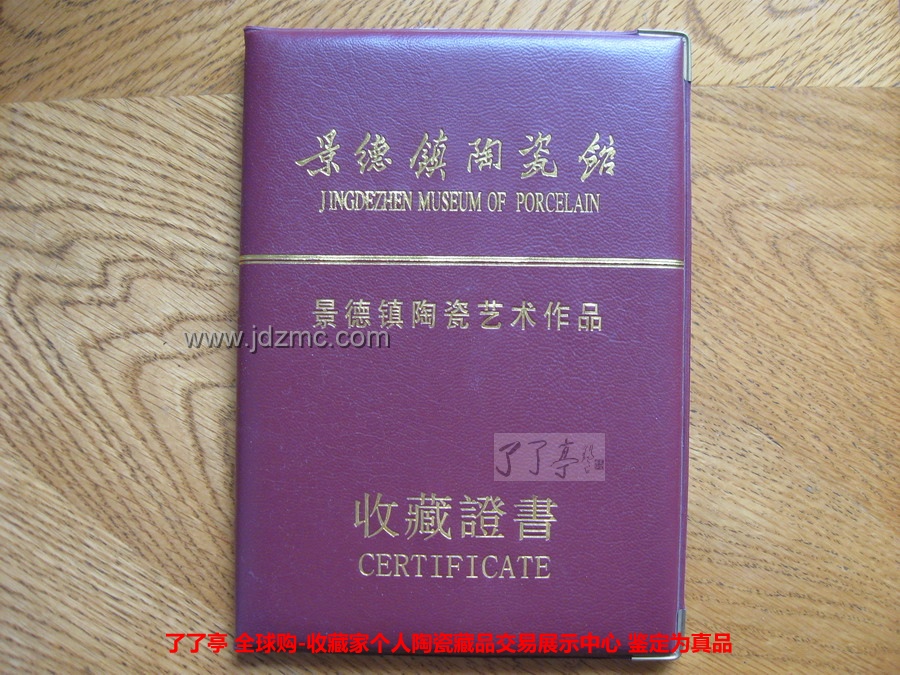 景德镇陶瓷馆
JINGDEZHEN MUSEUM OF PORCELAIN
景德镇陶瓷艺术作品
www.jdzmc.com
了了亭
收藏證書
CERTIFICATE
了了亭 全球购-收藏家个人陶瓷藏品交易展示中心 鉴定为真品